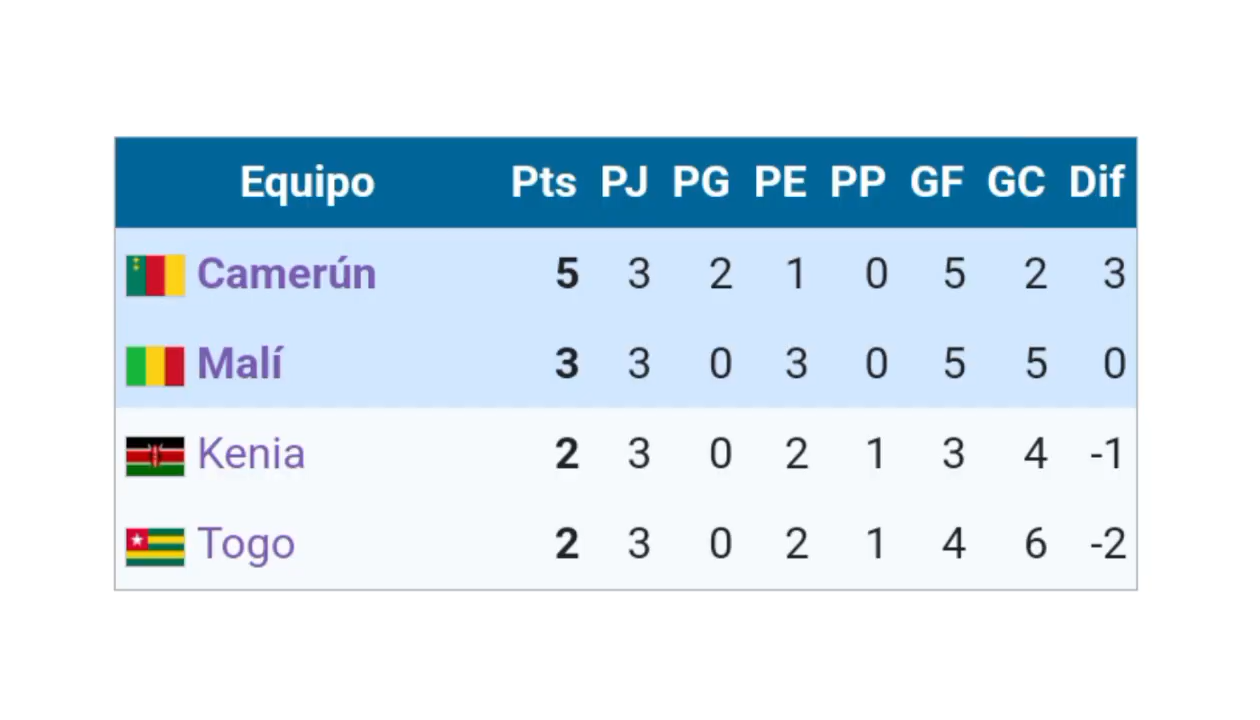 Equipo Pts PJ PG PE PP GF GC Dif
Camerún 5 3 2 1 0 5 2 3
Malí 3 3 0 3 0 5 5 0
Kenia 2 3 0 2 1 3 4 -1
Togo 2 3 0 2 1 4 6 -2